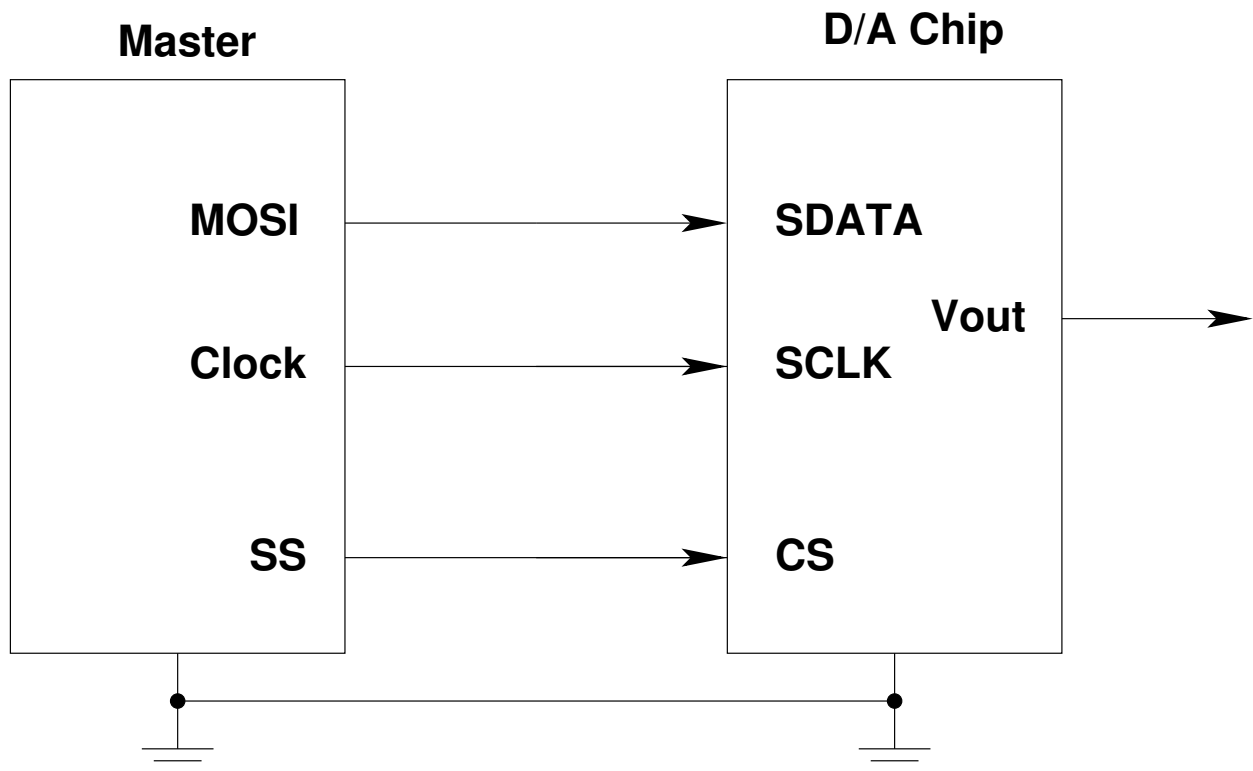 Master
D/A Chip
MOSI
SDATA
Vout
Clock
SCLK
SS
CS